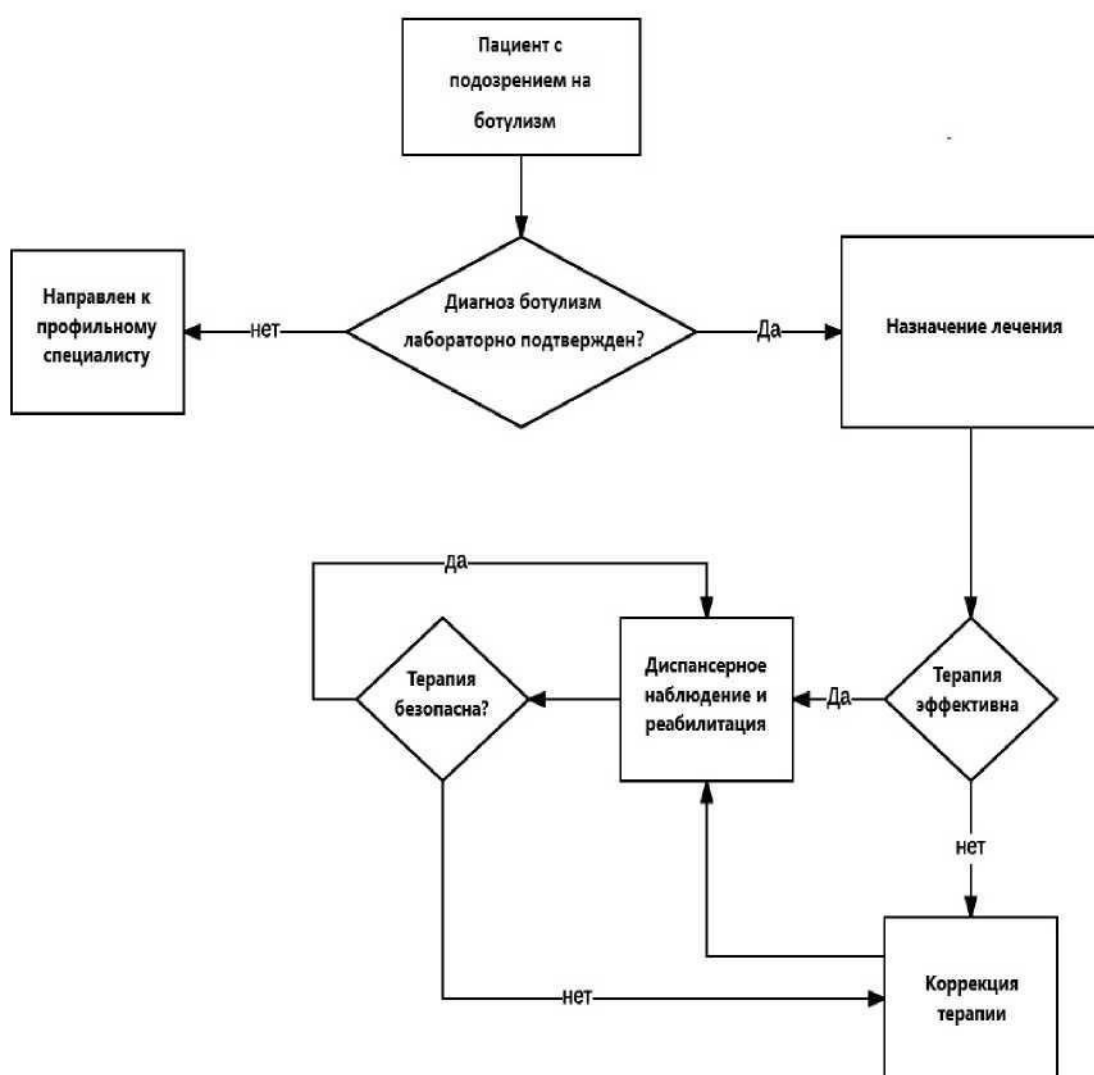 Пациент с
подозрением на
ботулизм
Направлен к
профильному
специалисту
нет
Диагноз ботулизм
лабораторно подтвержден?
Да
Назначение лечения
да
Терапия
безопасна?
Диспансерное
наблюдение и
реабилитация
Да
Терапия
эффективна
нет
нет
Коррекция
терапии